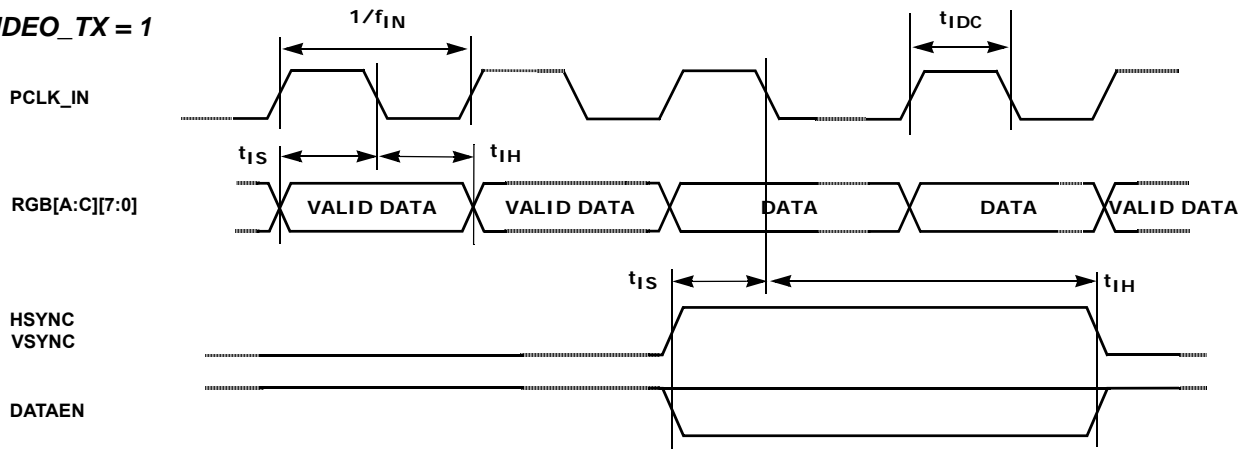 IDEO_TX = 1
1/fIN
tIDC
PCLK_IN
tIS
tIH
RGB[A:C][7:0]
VALID DATA
VALID DATA
DATA
DATA
VALID DATA
tIS
tIH
HSYNC
VSYNC
DATAEN